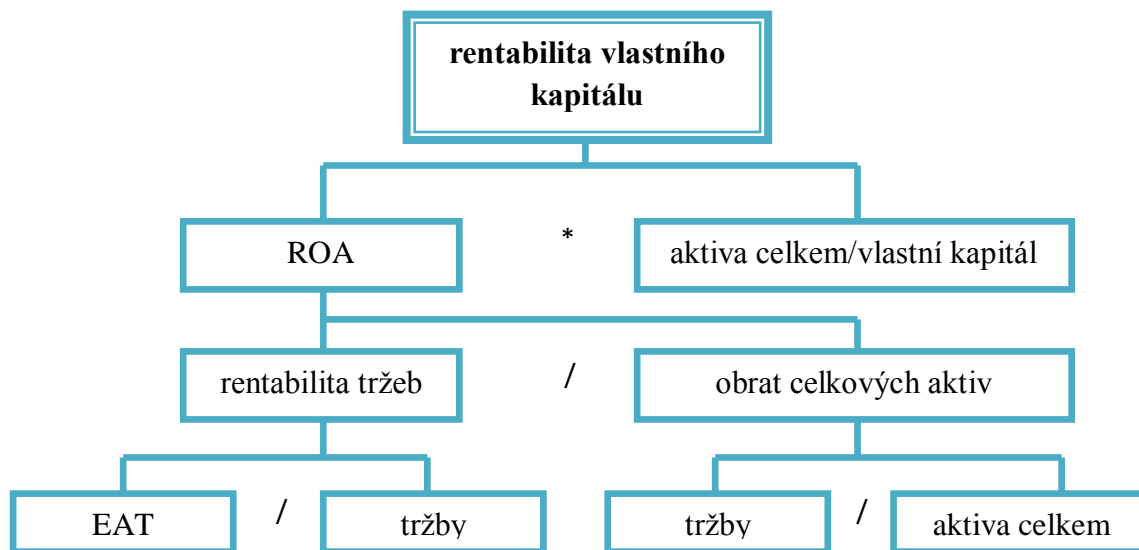 rentabilita vlastního
kapitálu
ROA
*
aktiva celkem/vlastní kapitál
rentabilita tržeb
/
obrat celkových aktiv
EAT
/
tržby
tržby
/
aktiva celkem